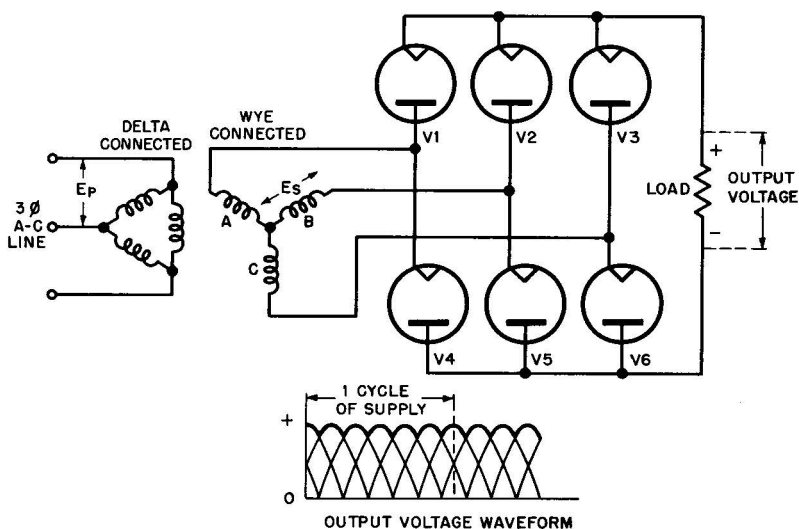 DELTA
CONNECTED
WYE
CONNECTED
V1
V2
V3
EP
3Ø
A-C
LINE
ES
A
B
C
LOAD
+
OUTPUT
VOLTAGE
-
V4
V5
V6
1 CYCLE
OF SUPPLY
+
0
OUTPUT VOLTAGE WAVEFORM